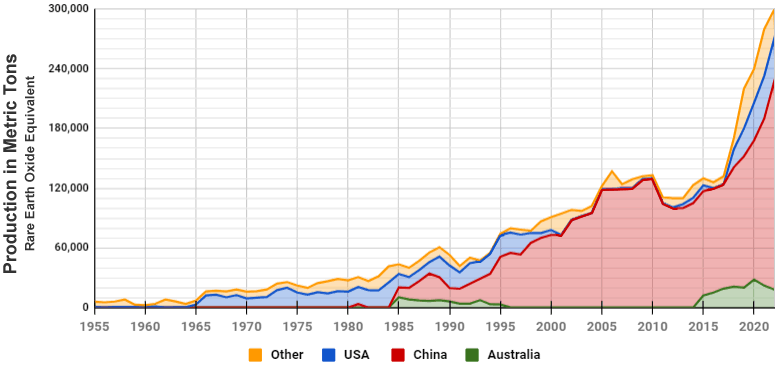 Production in Metric Tons
Rare Earth Oxide Equivalent
300,000
240,000
180,000
120,000
60,000
0
1955 1960 1965 1970 1975 1980 1985 1990 1995 2000 2005 2010 2015 2020
Other USA China Australia